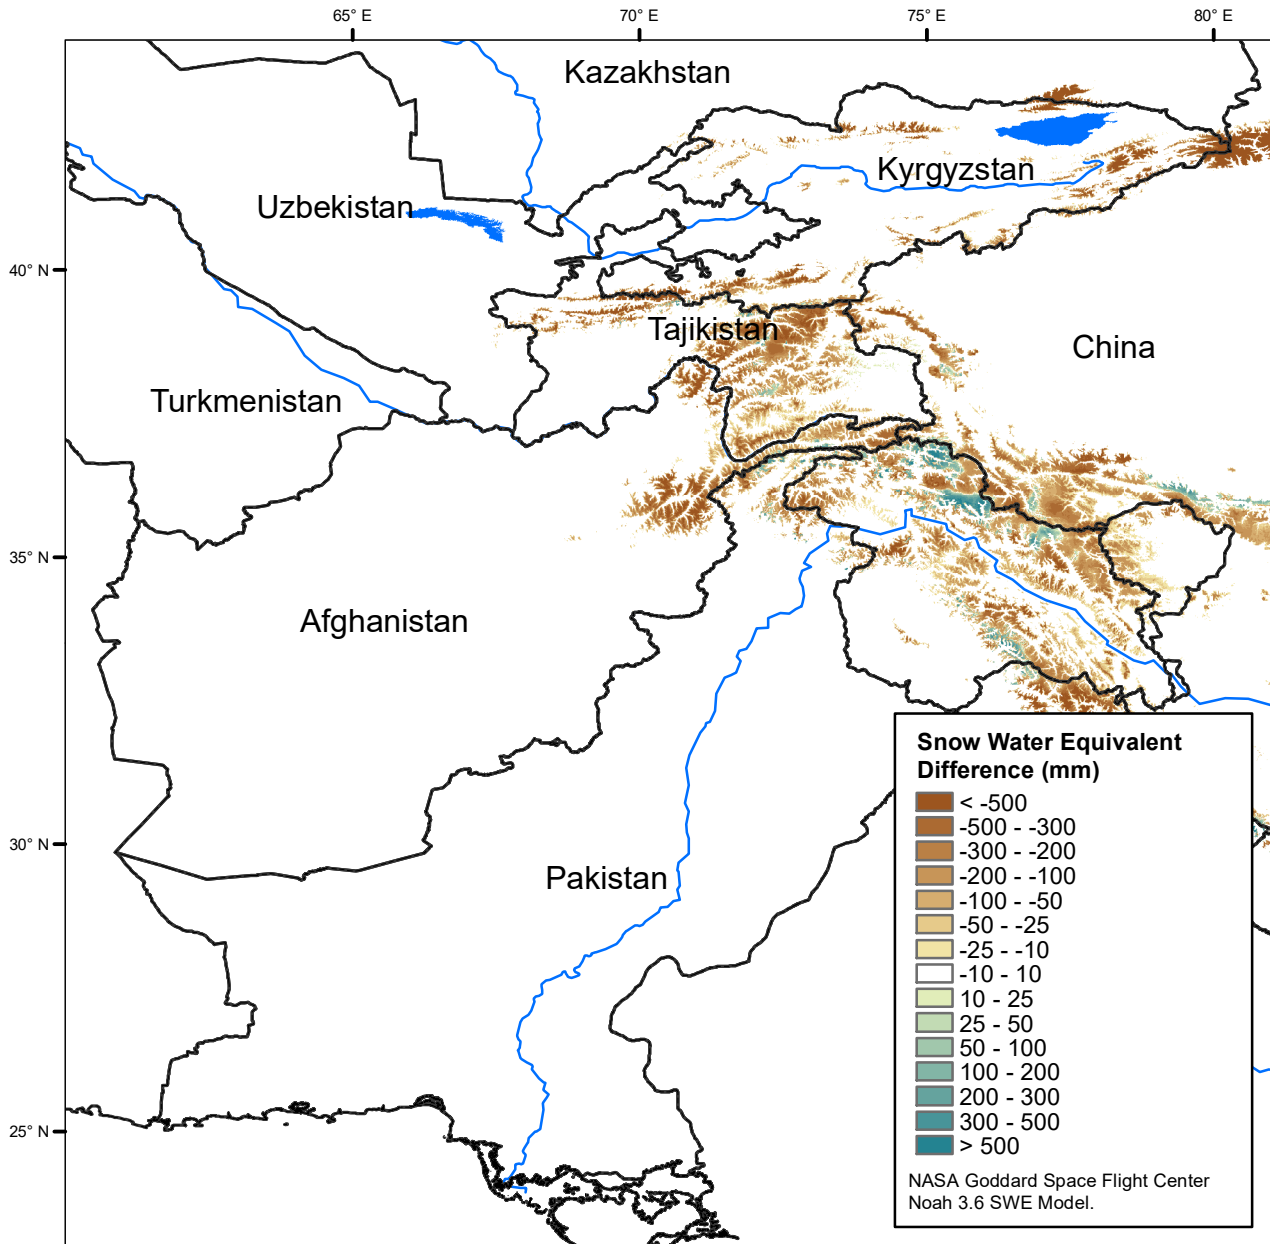 65° E
70° E
75° E
80° E
Kazakhstan
Kyrgyzstan
Uzbekistan
40° N
Tajikistan
China
Turkmenistan
35° N
Afghanistan
Snow Water Equivalent
Difference (mm)
< -500
-500 - -300
-300 - -200
-200 - -100
-100 - -50
-50 - -25
-25 - -10
-10 - 10
10 - 25
25 - 50
50 - 100
100 - 200
200 - 300
300 - 500
> 500
30° N
Pakistan
25° N
NASA Goddard Space Flight Center
Noah 3.6 SWE Model.